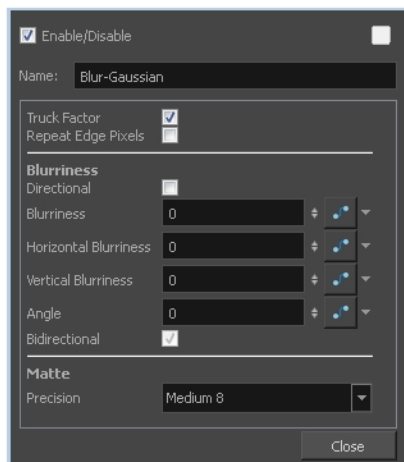 Enable/Disable
Name: Blur-Gaussian
Truck Factor
Repeat Edge Pixels
Blurriness
Directional
Blurriness 0
Horizontal Blurriness 0
Vertical Blurriness 0
Angle 0
Bidirectional
Matte
Precision Medium 8
Close